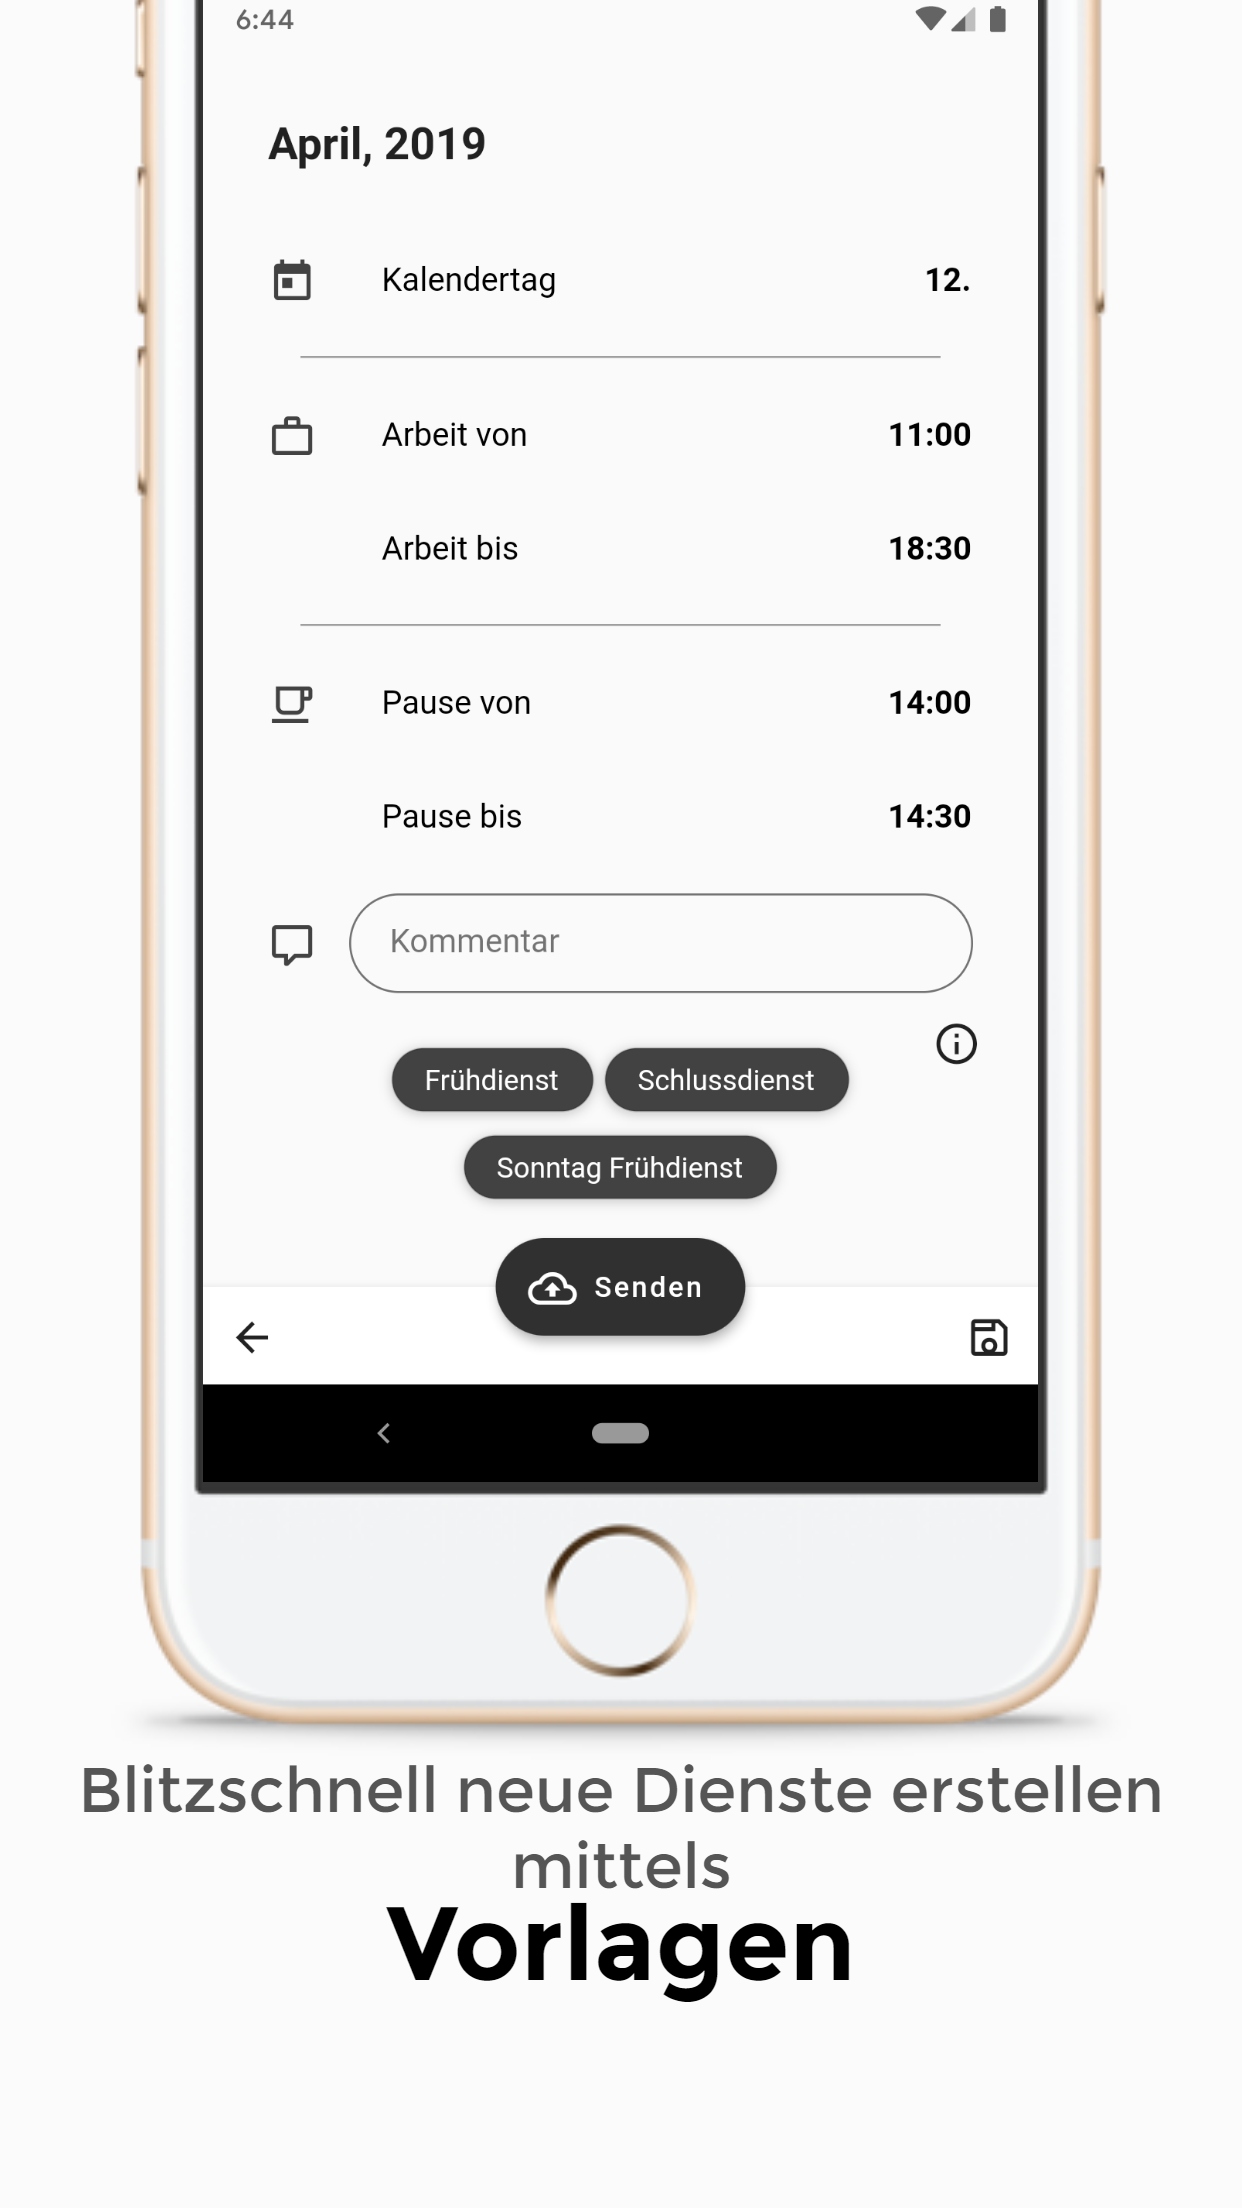 6:44
April, 2019
Kalendertag 12.
Arbeit von 11:00
Arbeit bis 18:30
Pause von 14:00
Pause bis 14:30
Kommentar
Frühdienst Schlussdienst
Sonntag Frühdienst
Senden
Blitzschnell neue Dienste erstellen
mittels
Vorlagen